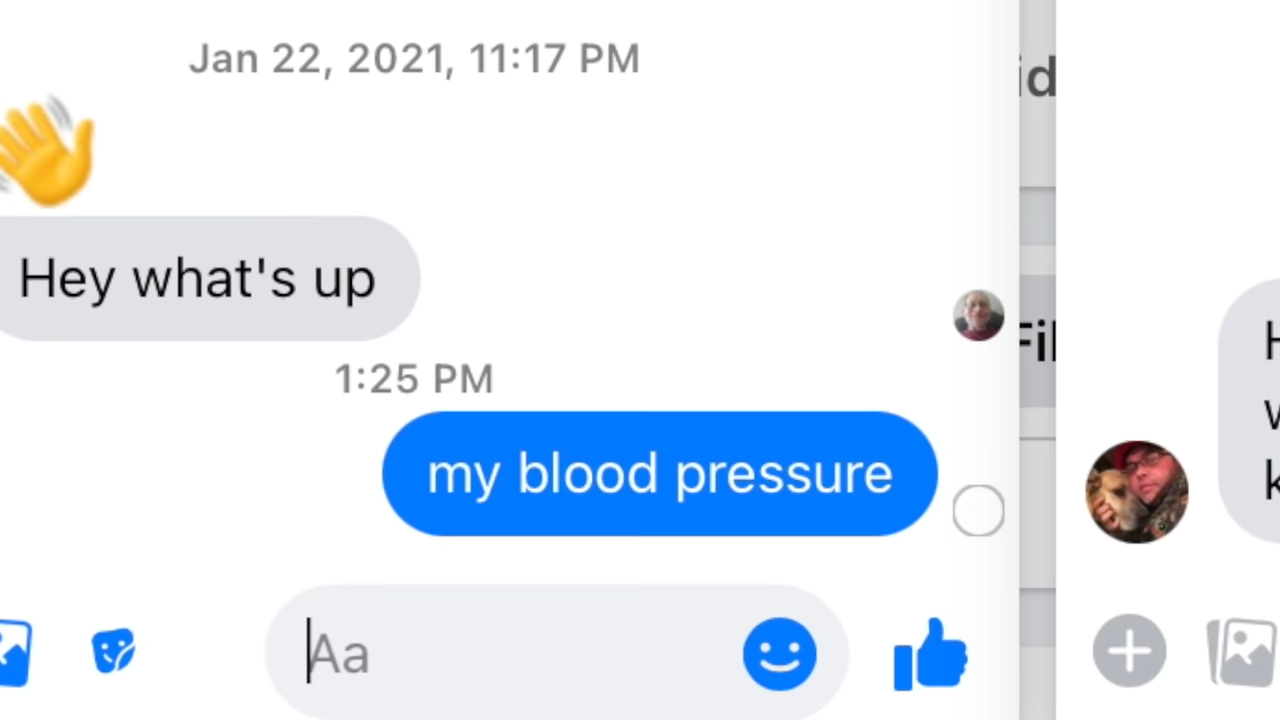 Jan 22, 2021, 11:17 PM
Hey what's up
1:25 PM
my blood pressure
Aa